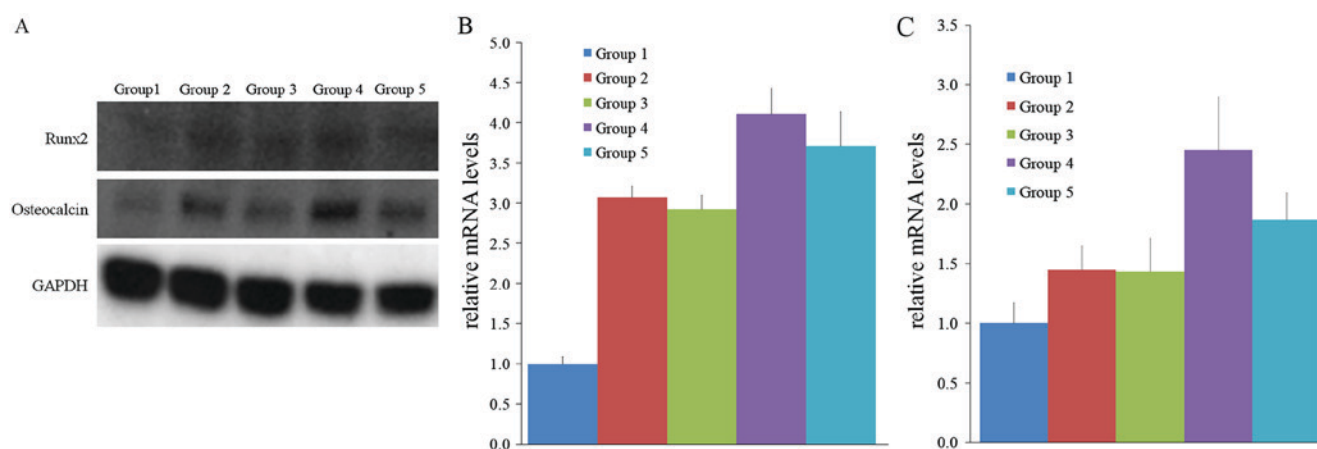 A
Group1 Group 2 Group 3 Group 4 Group 5
Runx2
Osteocalcin
GAPDH
B
relative mRNA levels
5.0
4.5
4.0
3.5
3.0
2.5
2.0
1.5
1.0
0.5
0.0
Group 1
Group 2
Group 3
Group 4
Group 5
C
relative mRNA levels
3.5
3.0
2.5
2.0
1.5
1.0
0.5
0.0
Group 1
Group 2
Group 3
Group 4
Group 5